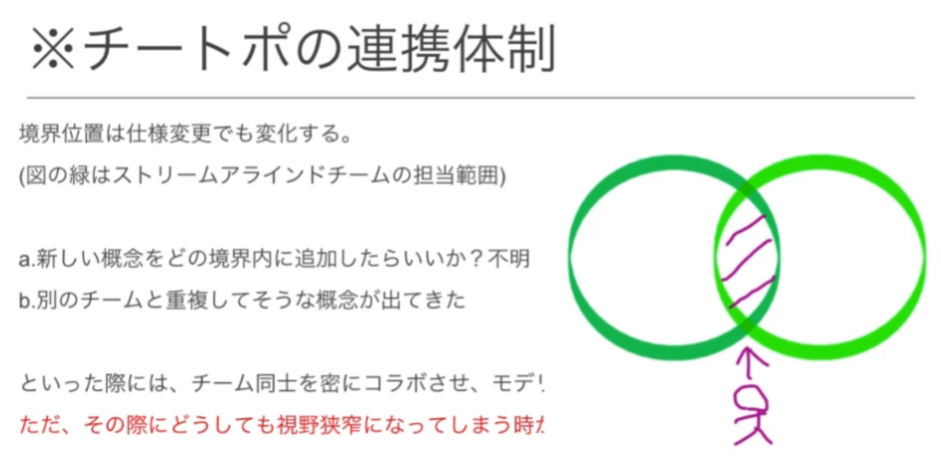 ※チートポの連携体制
境界位置は仕様変更でも変化する。
(図の緑はストリームアラインドチームの担当範囲)
a.新しい概念をどの境界内に追加したらいいか？不明
b.別のチームと重複してそうな概念が出てきた
といった際には、チーム同士を密にコラボさせ、モデ
ただ、その際にどうしても視野狭窄になってしまう時